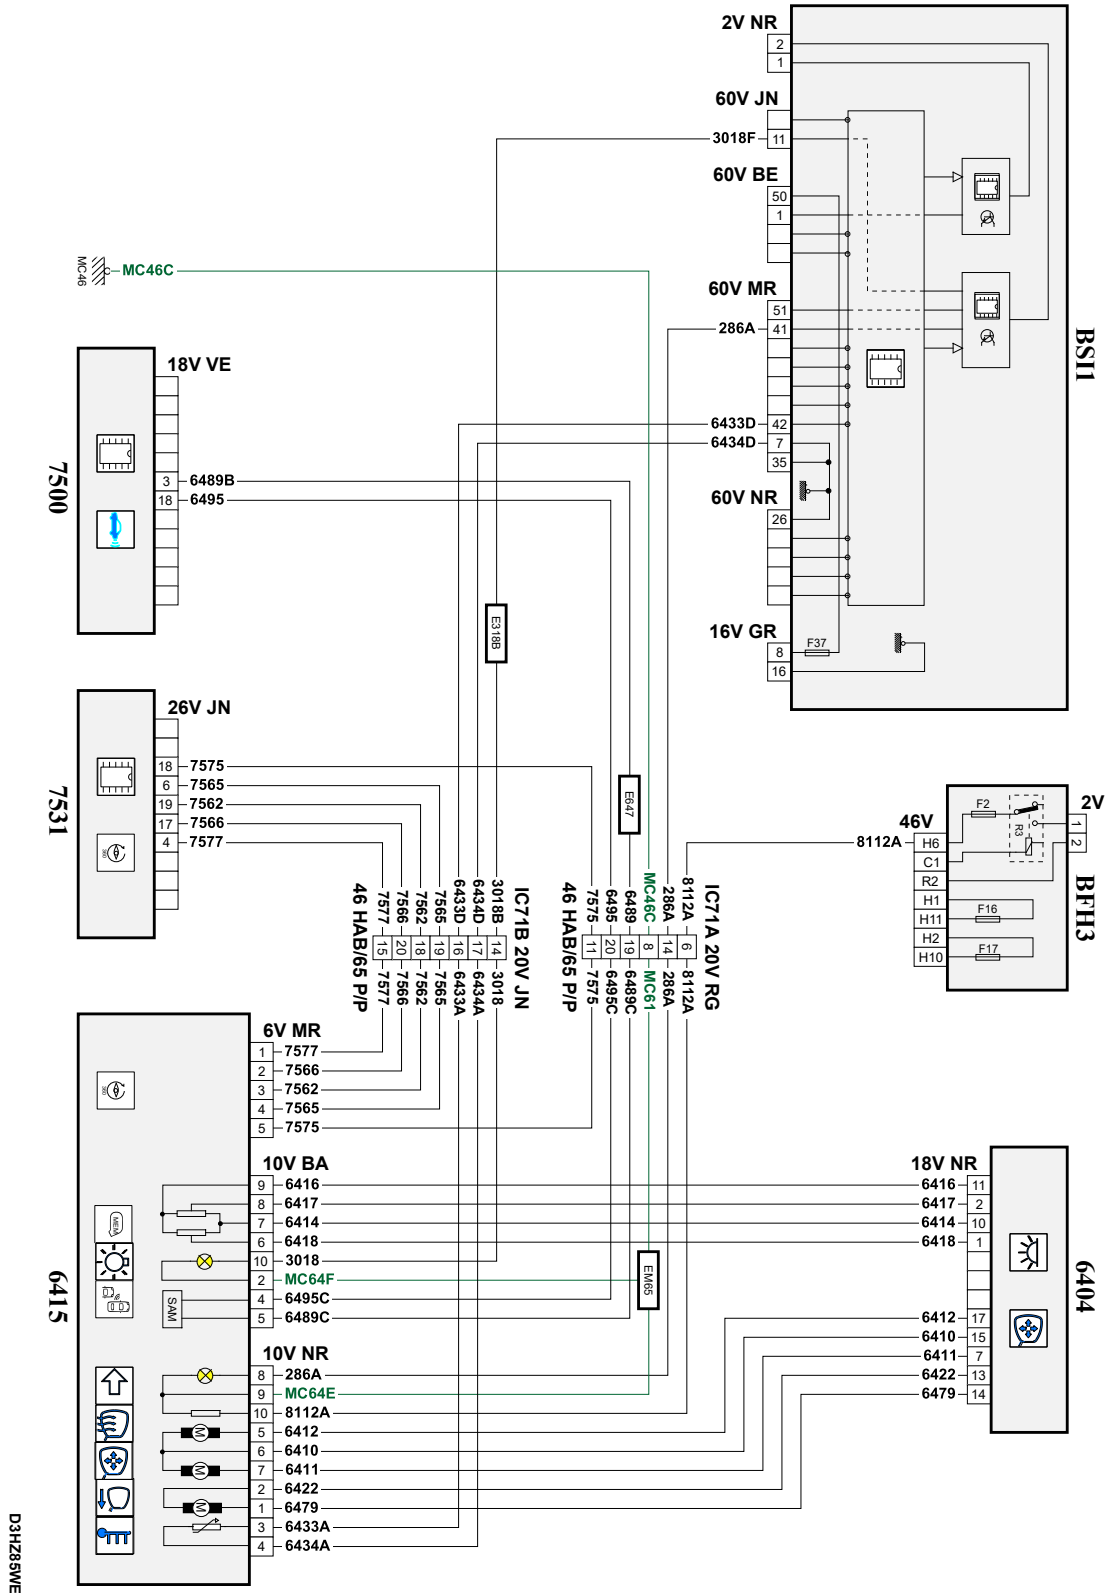 2V NR
2
1
60V JN
3018F
11
60V BE
50
1
MC46
MC46C
60V MR
51
286A
41
6433D
42
6434D
7
35
60V NR
26
16V GR
8
F37
16
BSI1
18V VE
3
6489B
18
6495
7500
E318B
26V JN
18
7575
6
7565
19
7562
17
7566
4
7577
360
7531
E647
2V
1
2
46V
8112A
H6
C1
R2
H1
H11
H2
H10
F2
R3
F16
F17
BFH3
46 HAB/65 P/P
7577
7566
7562
7565
6433D
6434D
3018B
IC71B 20V JN
15
20
18
19
16
17
14
7577
7566
7562
7565
6433A
6434A
3018
46 HAB/65 P/P
7575
6495
6489
MC46C
286A
8112A
IC71A 20V RG
11
20
19
8
14
6
7575
6495C
6489C
MC61
286A
8112A
6V MR
1
7577
2
7566
3
7562
4
7565
5
7575
360
10V BA
9
6416
8
6417
7
6414
6
6418
10
3018
2
MC64F
4
6495C
5
6489C
MEM
SAM
EM65
6415
10V NR
8
286A
9
MC64E
10
8112A
5
6412
6
6410
7
6411
2
6422
1
6479
3
6433A
4
6434A
M
M
M
18V NR
6416
11
6417
2
6414
10
6418
1
6412
17
6410
15
6411
7
6422
13
6479
14
6404
D3HZ85WE